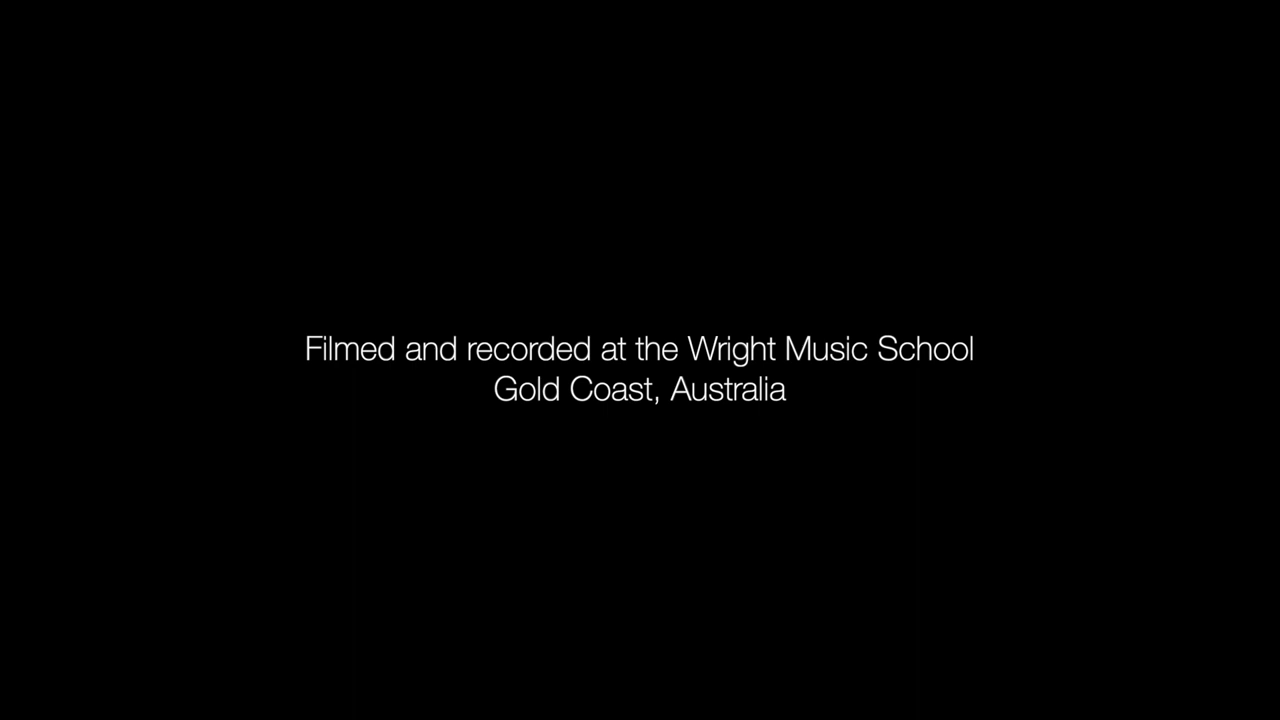 Filmed and recorded at the Wright Music School
Gold Coast, Australia